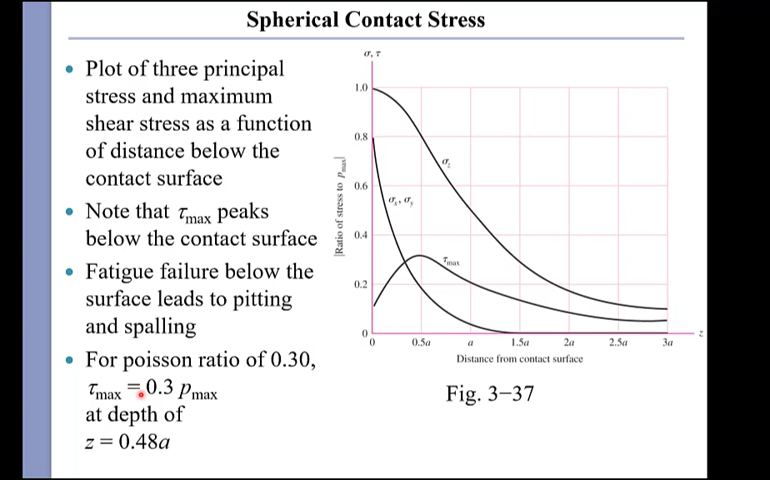 Spherical Contact Stress
• Plot of three principal
stress and maximum
shear stress as a function
of distance below the
contact surface
• Note that τmax peaks
below the contact surface
• Fatigue failure below the
surface leads to pitting
and spalling
• For poisson ratio of 0.30,
τmax = 0.3 pmax
at depth of
z = 0.48a
σ, τ
1.0
0.8
0.6
0.4
0.2
0
|Ratio of stress to pmax|
σz
σx, σy
τmax
0 0.5a a 1.5a 2a 2.5a 3a
z
Distance from contact surface
Fig. 3−37